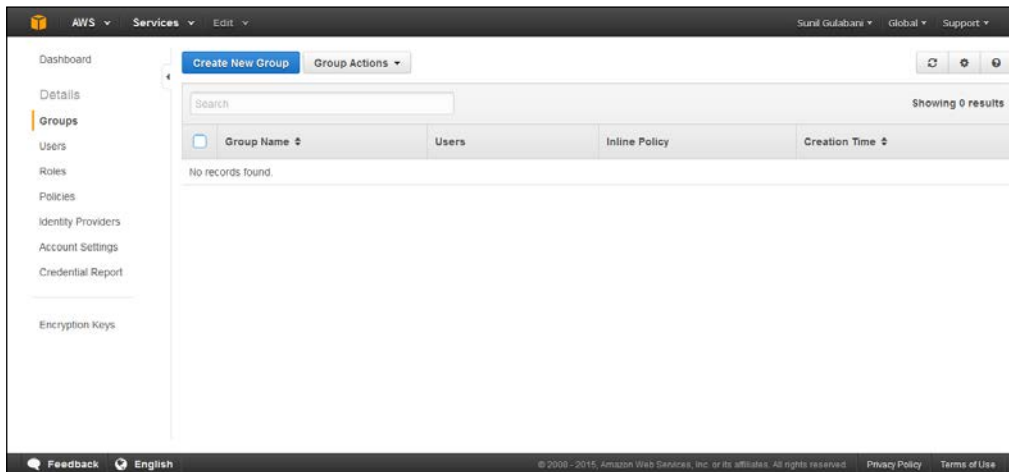 AWS Services Edit Sunil Gulabani Global Support
Dashboard
Details
Groups
Users
Roles
Policies
Identity Providers
Account Settings
Credential Report
Encryption Keys
Create New Group Group Actions
Search Showing 0 results
Group Name Users Inline Policy Creation Time
No records found.
Feedback English © 2008 - 2015, Amazon Web Services, Inc. or its affiliates. All rights reserved. Privacy Policy Terms of Use